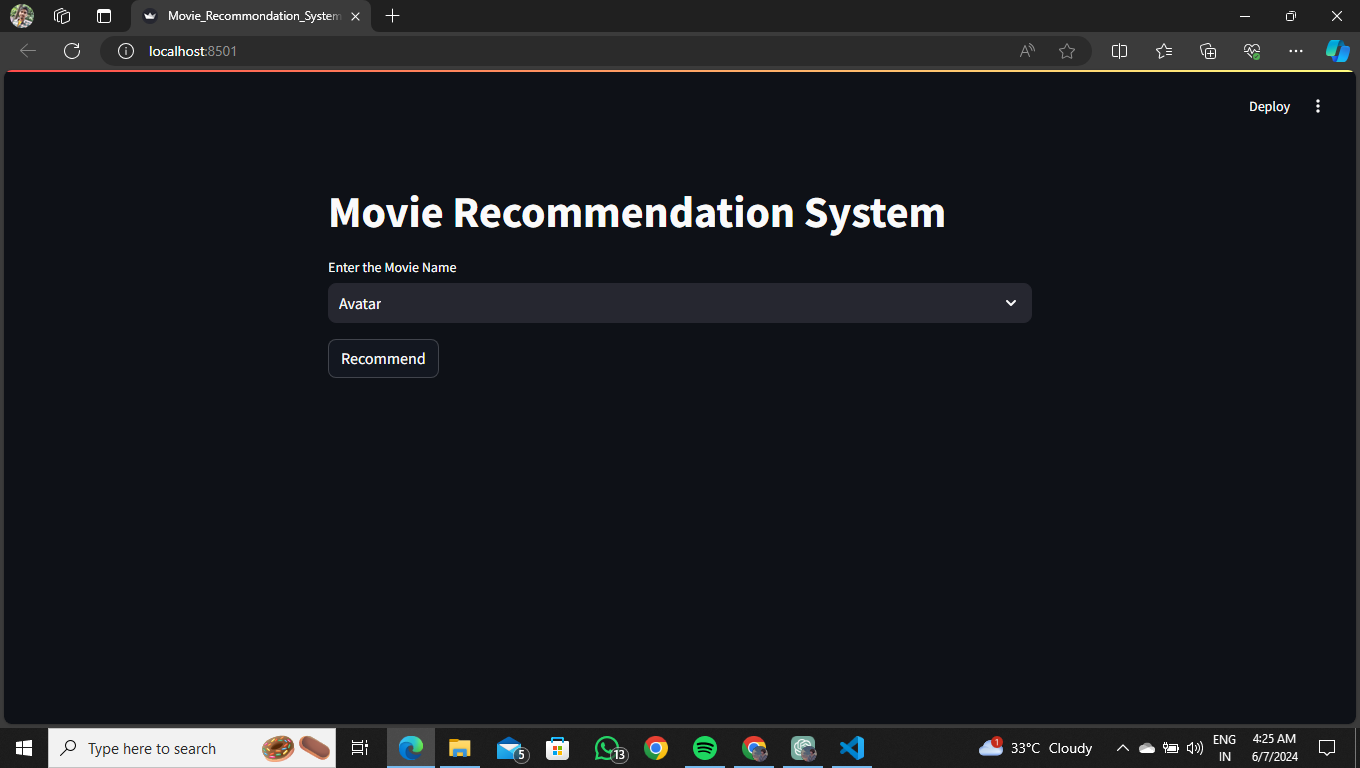 Movie_Recommondation_System
localhost:8501
Deploy
Movie Recommendation System
Enter the Movie Name
Avatar
Recommend
Type here to search
5
13
1
33°C Cloudy
ENG
IN
4:25 AM
6/7/2024